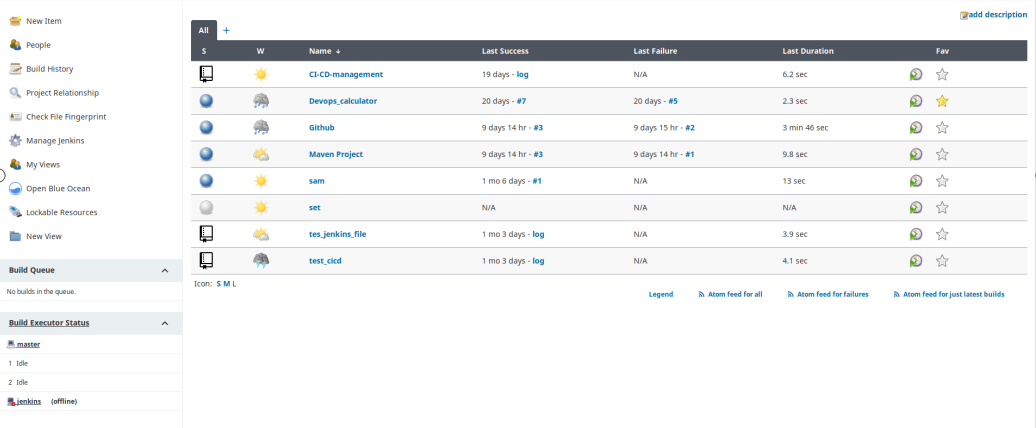 add description
New Item
People
Build History
Project Relationship
Check File Fingerprint
Manage Jenkins
My Views
Open Blue Ocean
Lockable Resources
New View
Build Queue
No builds in the queue.
Build Executor Status
master
1 Idle
2 Idle
jenkins (offline)
All +
S W Name ↓ Last Success Last Failure Last Duration Fav
CI-CD-management 19 days - log N/A 6.2 sec
Devops_calculator 20 days - #7 20 days - #5 2.3 sec
Github 9 days 14 hr - #3 9 days 15 hr - #2 3 min 46 sec
Maven Project 9 days 14 hr - #3 9 days 14 hr - #1 9.8 sec
sam 1 mo 6 days - #1 N/A 13 sec
set N/A N/A N/A
tes_jenkins_file 1 mo 3 days - log N/A 3.9 sec
test_cicd 1 mo 3 days - log N/A 4.1 sec
Icon: S M L
Legend Atom feed for all Atom feed for failures Atom feed for just latest builds